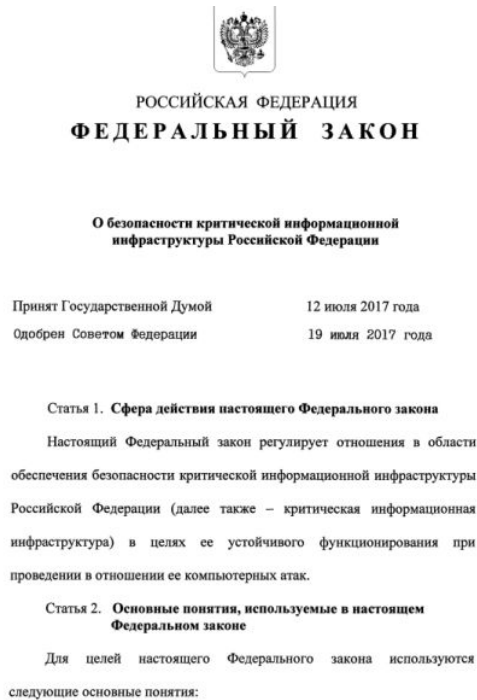 РОССИЙСКАЯ ФЕДЕРАЦИЯ
ФЕДЕРАЛЬНЫЙ ЗАКОН
О безопасности критической информационной
инфраструктуры Российской Федерации
Принят Государственной Думой 12 июля 2017 года
Одобрен Советом Федерации 19 июля 2017 года
Статья 1. Сфера действия настоящего Федерального закона
Настоящий Федеральный закон регулирует отношения в области
обеспечения безопасности критической информационной инфраструктуры
Российской Федерации (далее также – критическая информационная
инфраструктура) в целях ее устойчивого функционирования при
проведении в отношении ее компьютерных атак.
Статья 2. Основные понятия, используемые в настоящем
Федеральном законе
Для целей настоящего Федерального закона используются
следующие основные понятия: